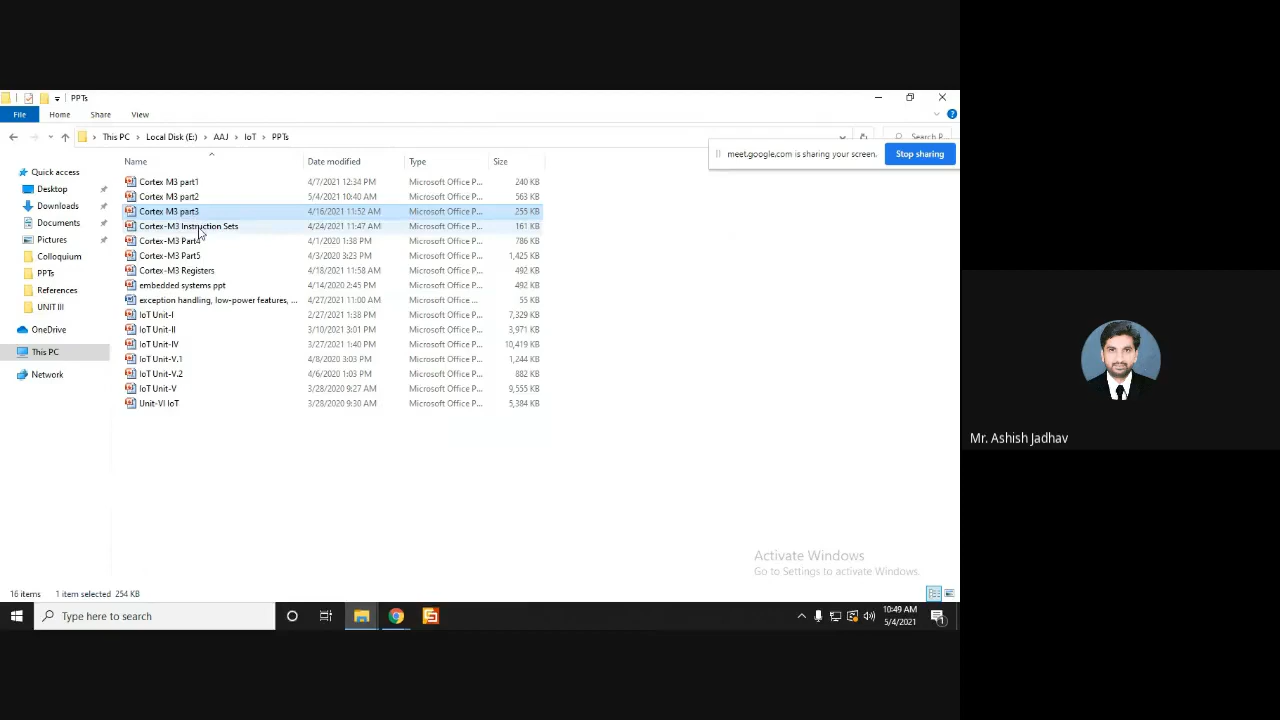 PPTs
File Home Share View
This PC Local Disk (E:) AAJ IoT PPTs Search P...
meet.google.com is sharing your screen. Stop sharing
Name Date modified Type Size
Quick access
Desktop
Downloads
Documents
Pictures
Colloquium
PPTs
References
UNIT III
OneDrive
This PC
Network
Cortex M3 part1 4/7/2021 12:34 PM Microsoft Office P... 240 KB
Cortex M3 part2 5/4/2021 10:40 AM Microsoft Office P... 563 KB
Cortex M3 part3 4/16/2021 11:52 AM Microsoft Office P... 255 KB
Cortex-M3 Instruction Sets 4/24/2021 11:47 AM Microsoft Office P... 161 KB
Cortex-M3 Part4 4/1/2020 1:38 PM Microsoft Office P... 786 KB
Cortex-M3 Part5 4/3/2020 3:23 PM Microsoft Office P... 1,425 KB
Cortex-M3 Registers 4/18/2021 11:58 AM Microsoft Office P... 492 KB
embedded systems ppt 4/14/2020 2:45 PM Microsoft Office P... 492 KB
exception handling, low-power features, ... 4/27/2021 11:00 AM Microsoft Office ... 55 KB
IoT Unit-I 2/27/2021 1:38 PM Microsoft Office P... 7,329 KB
IoT Unit-II 3/10/2021 3:01 PM Microsoft Office P... 3,971 KB
IoT Unit-IV 3/27/2021 1:40 PM Microsoft Office P... 10,419 KB
IoT Unit-V.1 4/8/2020 3:03 PM Microsoft Office P... 1,244 KB
IoT Unit-V.2 4/6/2020 1:03 PM Microsoft Office P... 882 KB
IoT Unit-V 3/28/2020 9:27 AM Microsoft Office P... 9,555 KB
Unit-VI IoT 3/28/2020 9:30 AM Microsoft Office P... 5,384 KB
Mr. Ashish Jadhav
Activate Windows
Go to Settings to activate Windows.
16 items 1 item selected 254 KB
Type here to search
10:49 AM
5/4/2021
1